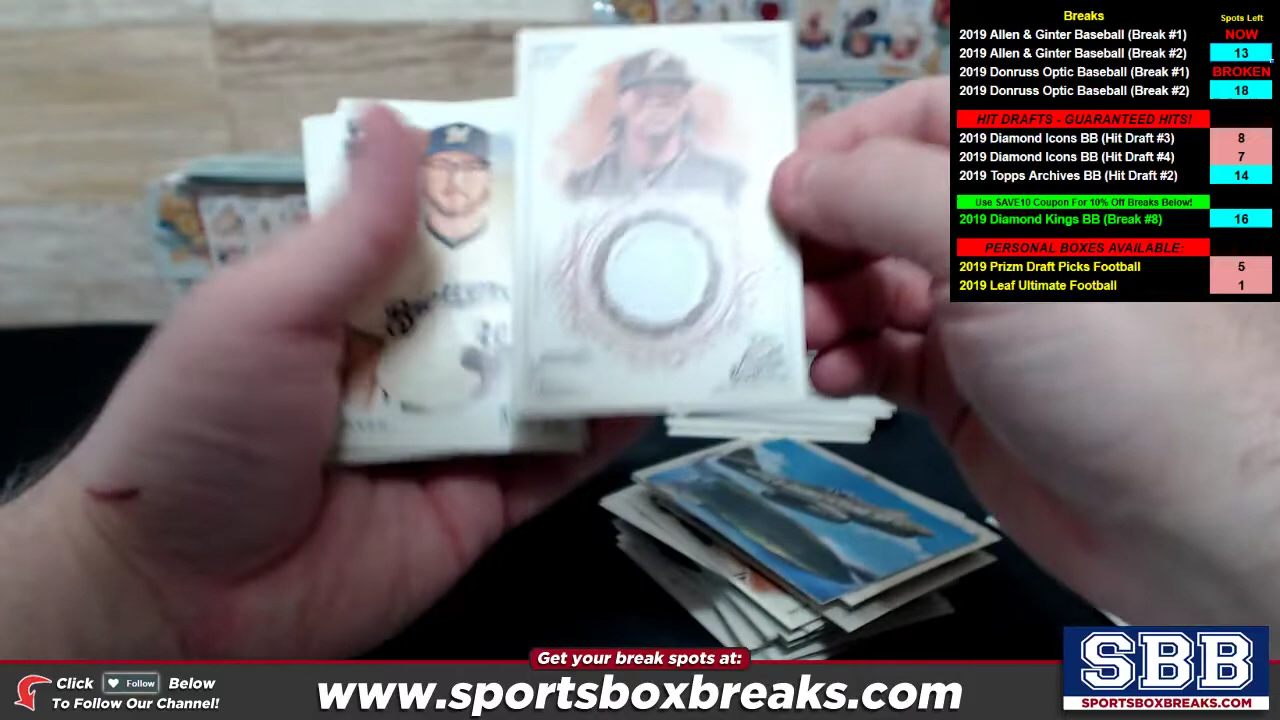 Breaks
Spots Left
2019 Allen & Ginter Baseball (Break #1) NOW
2019 Allen & Ginter Baseball (Break #2) 13
2019 Donruss Optic Baseball (Break #1) BROKEN
2019 Donruss Optic Baseball (Break #2) 18
HIT DRAFTS - GUARANTEED HITS!
2019 Diamond Icons BB (Hit Draft #3) 8
2019 Diamond Icons BB (Hit Draft #4) 7
2019 Topps Archives BB (Hit Draft #2) 14
Use SAVE10 Coupon For 10% Off Breaks Below!
2019 Diamond Kings BB (Break #8) 16
PERSONAL BOXES AVAILABLE:
2019 Prizm Draft Picks Football 5
2019 Leaf Ultimate Football 1
Get your break spots at:
Click Follow Below
To Follow Our Channel!
www.sportsboxbreaks.com
SBB
SPORTSBOXBREAKS.COM